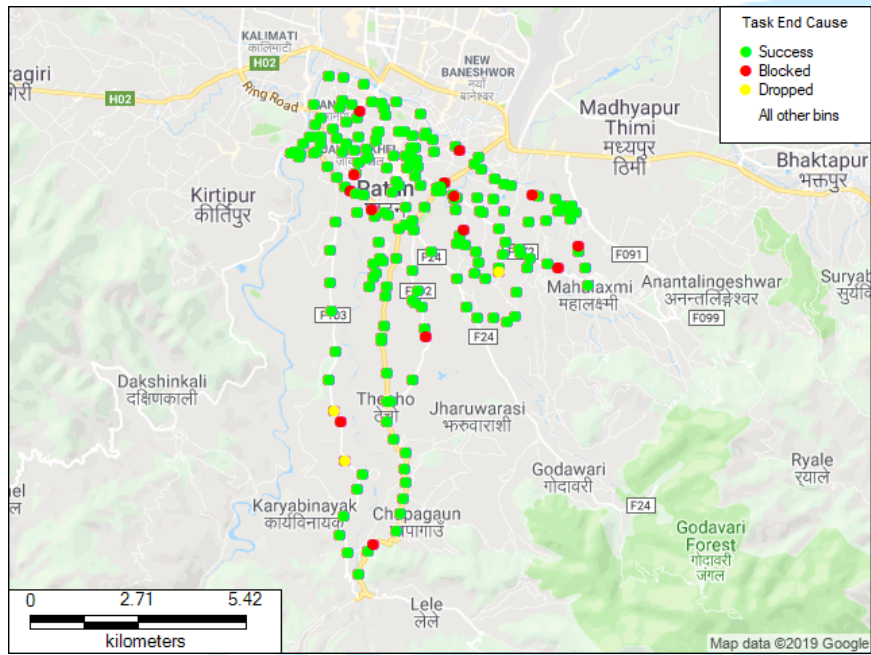 Task End Cause
Success
Blocked
Dropped
All other bins
KALIMATI
कालिमाटी
H02
H02
Ring Road
NEW
BANESHWOR
नयाँ
बानेश्वर
Madhyapur
Thimi
मध्यपुर
ठिमी
Bhaktapur
भक्तपुर
Kirtipur
कीर्तिपुर
Patan
F24
F091
F103
F24
Mahalaxmi
महालक्ष्मी
Anantalingeshwar
अनन्तलिङ्गेश्वर
F099
Dakshinkali
दक्षिणकाली
Thecho
ठेचो
Jharuwarasi
झरुवाराशी
Godawari
गोदावरी
Ryale
रयाले
Karyabinayak
कार्यविनायक
Chapagaun
F24
Godavari
Forest
गोदावरी
जंगल
Lele
लेले
0 2.71 5.42
kilometers
Map data ©2019 Google